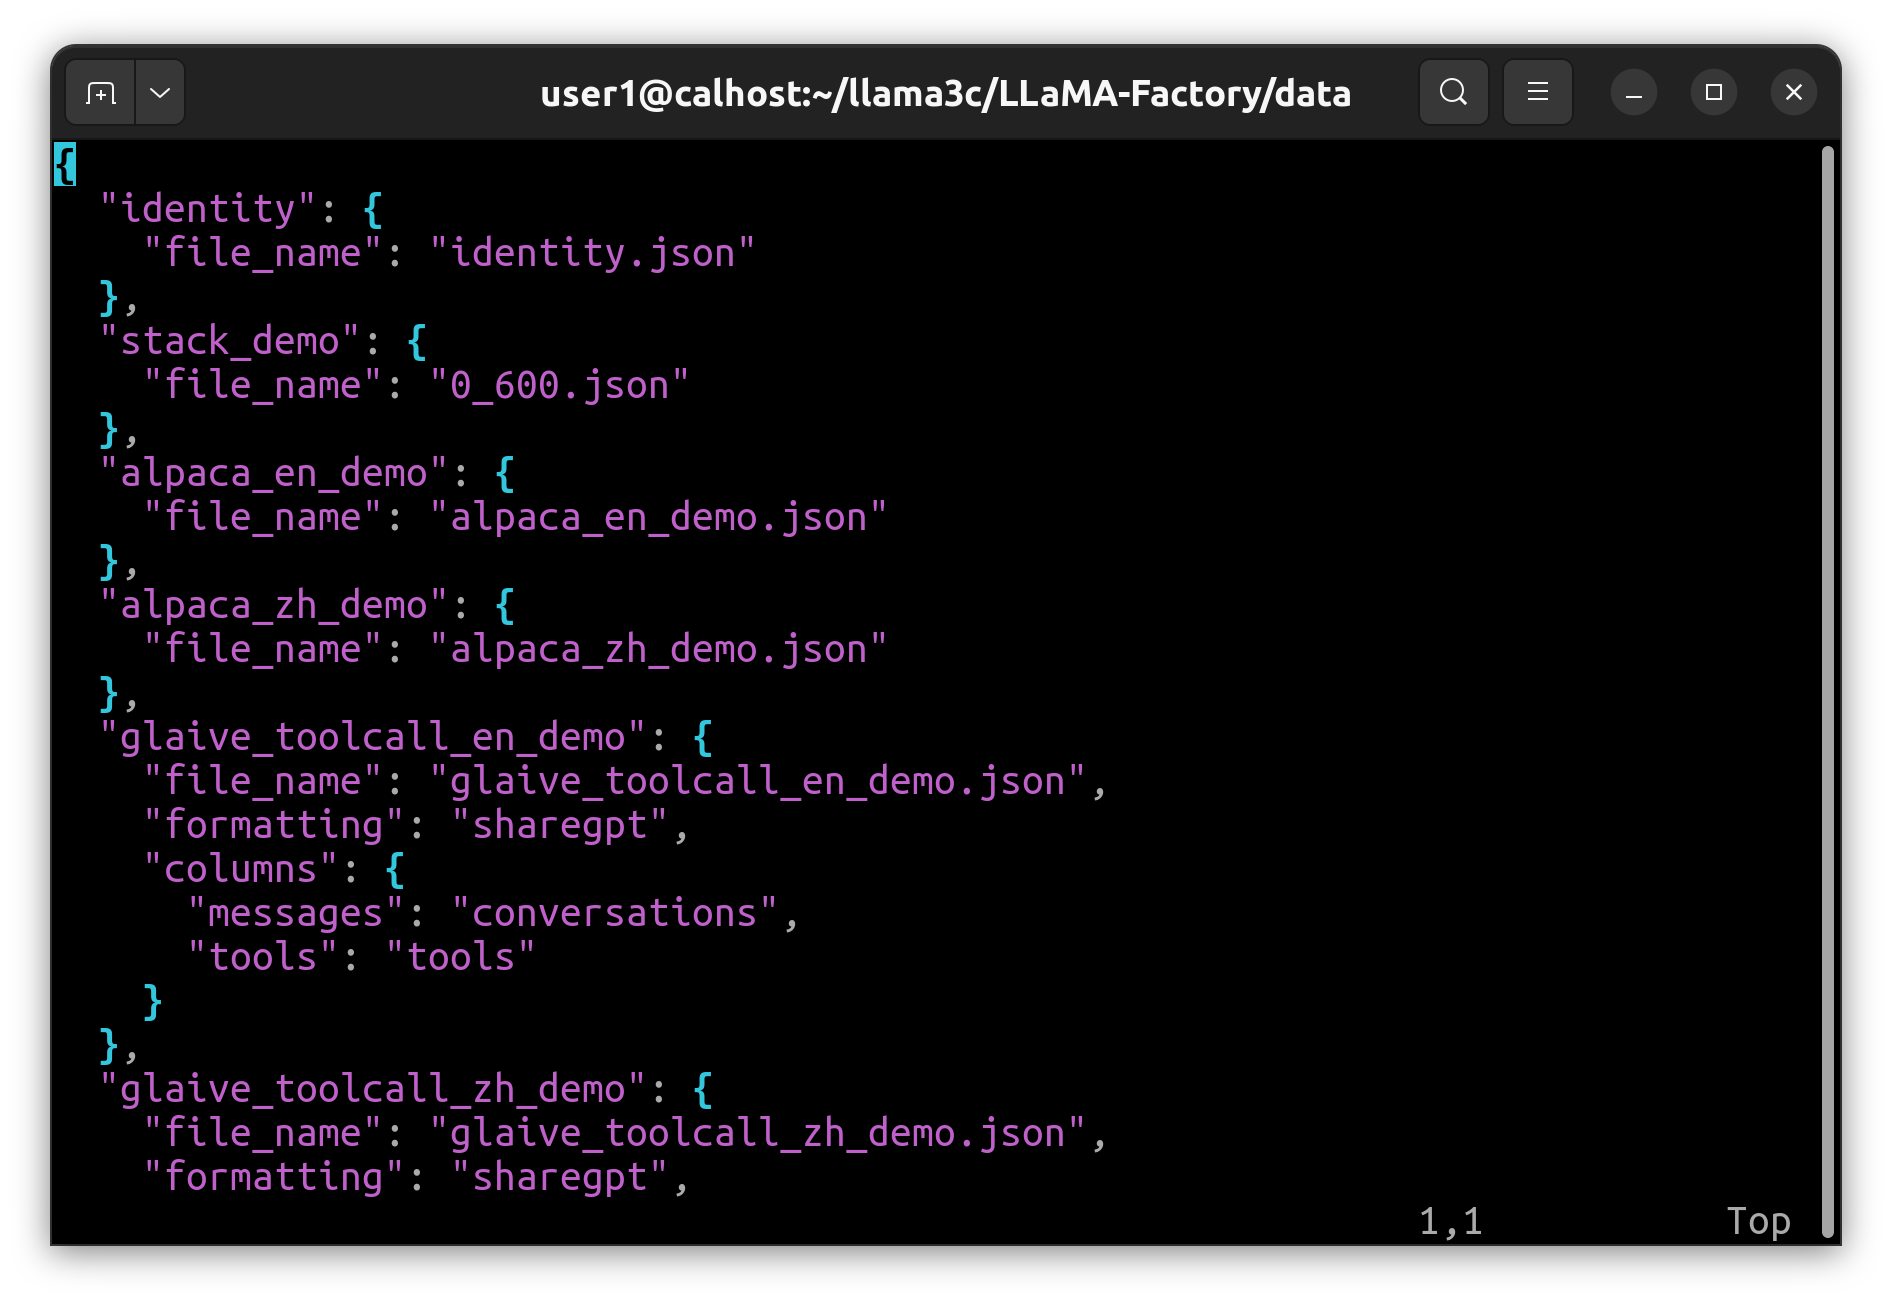 user1@calhost:~/llama3c/LLaMA-Factory/data
{
  "identity": {
    "file_name": "identity.json"
  },
  "stack_demo": {
    "file_name": "0_600.json"
  },
  "alpaca_en_demo": {
    "file_name": "alpaca_en_demo.json"
  },
  "alpaca_zh_demo": {
    "file_name": "alpaca_zh_demo.json"
  },
  "glaive_toolcall_en_demo": {
    "file_name": "glaive_toolcall_en_demo.json",
    "formatting": "sharegpt",
    "columns": {
      "messages": "conversations",
      "tools": "tools"
    }
  },
  "glaive_toolcall_zh_demo": {
    "file_name": "glaive_toolcall_zh_demo.json",
    "formatting": "sharegpt",
1,1 Top